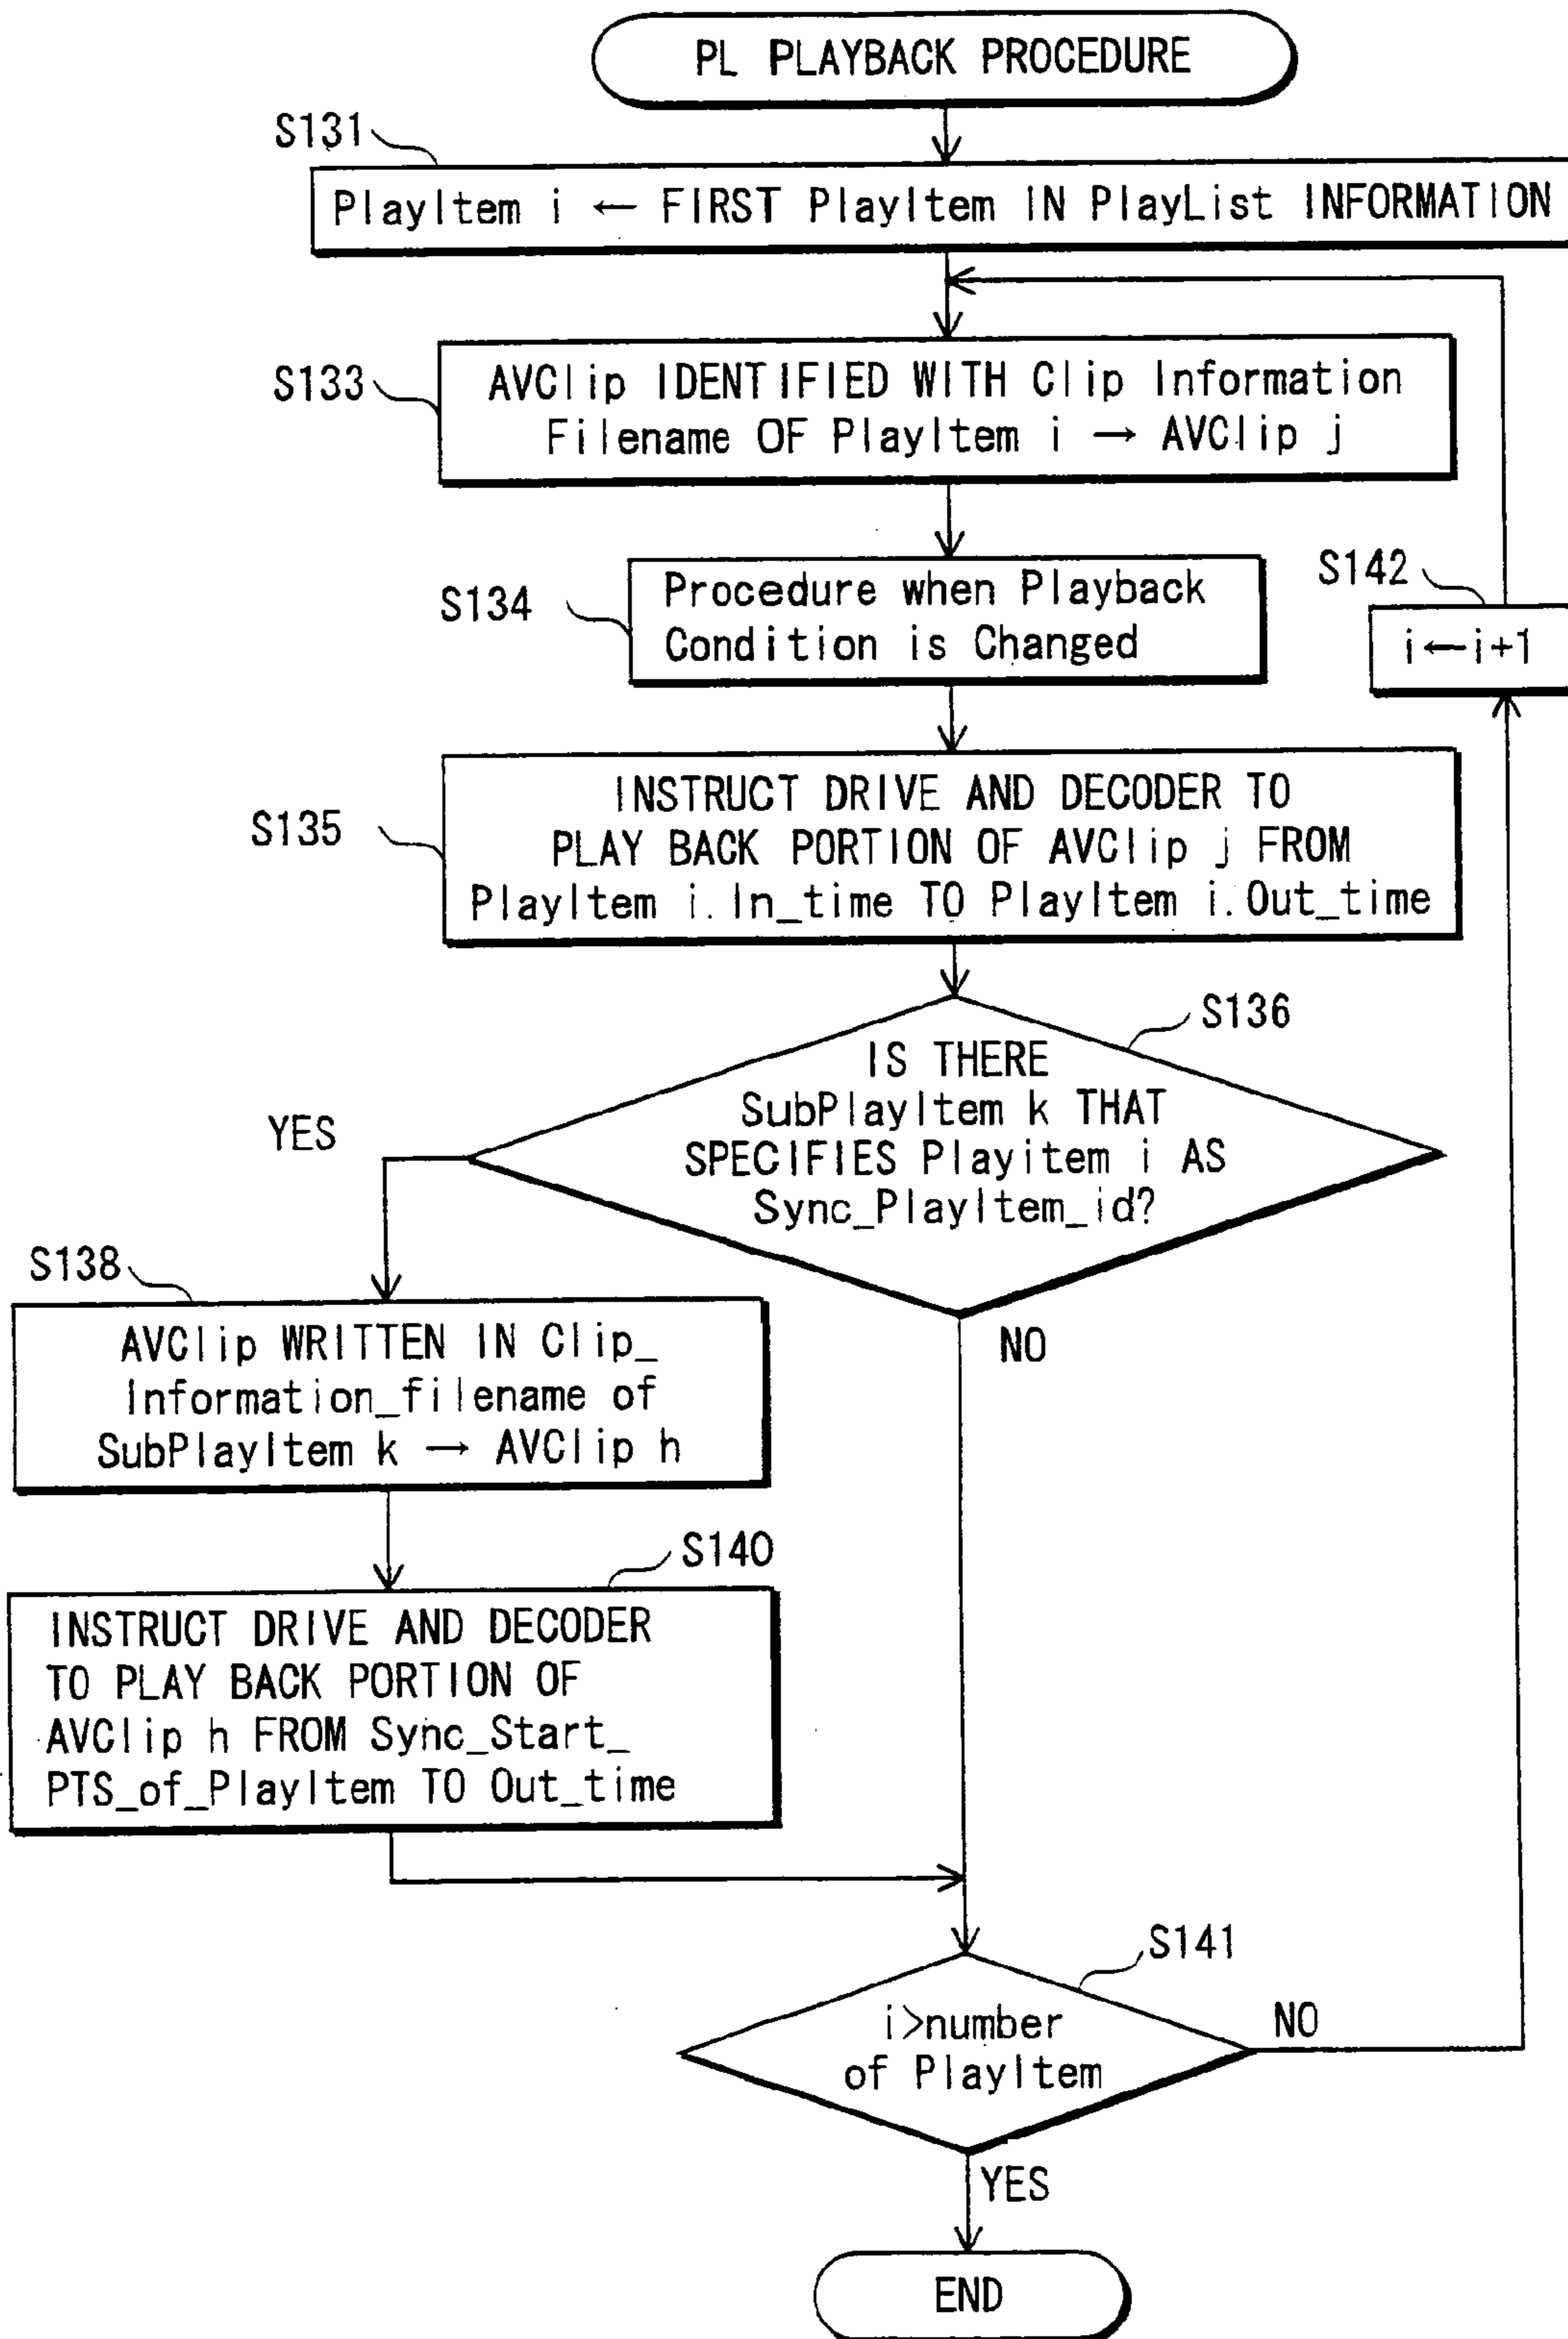 PL PLAYBACK PROCEDURE
S131
PlayItem i ← FIRST PlayItem IN PlayList INFORMATION
S133
AVClip IDENTIFIED WITH Clip Information
Filename OF PlayItem i → AVClip j
S134
Procedure when Playback
Condition is Changed
S142
i←i+1
S135
INSTRUCT DRIVE AND DECODER TO
PLAY BACK PORTION OF AVClip j FROM
PlayItem i.In_time TO PlayItem i.Out_time
S136
IS THERE
SubPlayItem k THAT
SPECIFIES Playitem i AS
Sync_PlayItem_id?
YES
NO
S138
AVClip WRITTEN IN Clip_
Information_filename of
SubPlayItem k → AVClip h
S140
INSTRUCT DRIVE AND DECODER
TO PLAY BACK PORTION OF
AVClip h FROM Sync_Start_
PTS_of_PlayItem TO Out_time
S141
i>number
of PlayItem
NO
YES
END